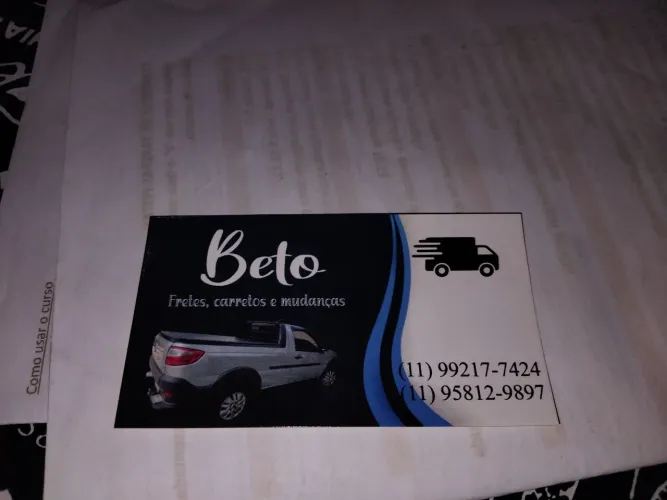 Beto
Fretes, carretos e mudanças
(11) 99217-7424
(11) 95812-9897
Como usar o curso